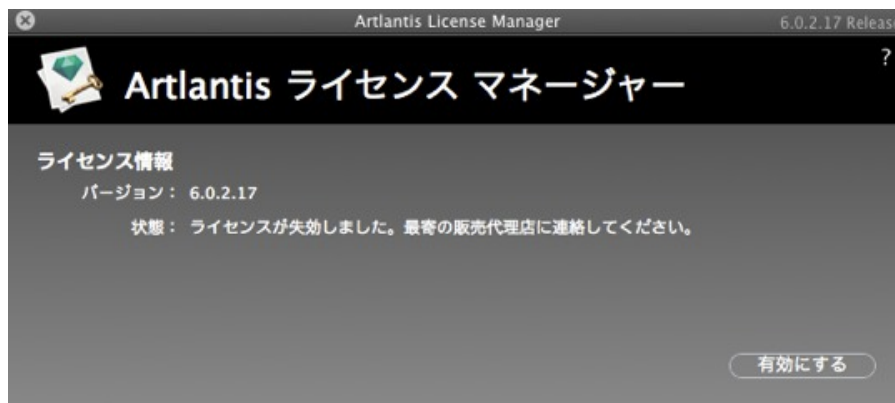 Artlantis License Manager
6.0.2.17 Releas
?
Artlantis ライセンス マネージャー
ライセンス情報
バージョン： 6.0.2.17
状態： ライセンスが失効しました。最寄の販売代理店に連絡してください。
有効にする